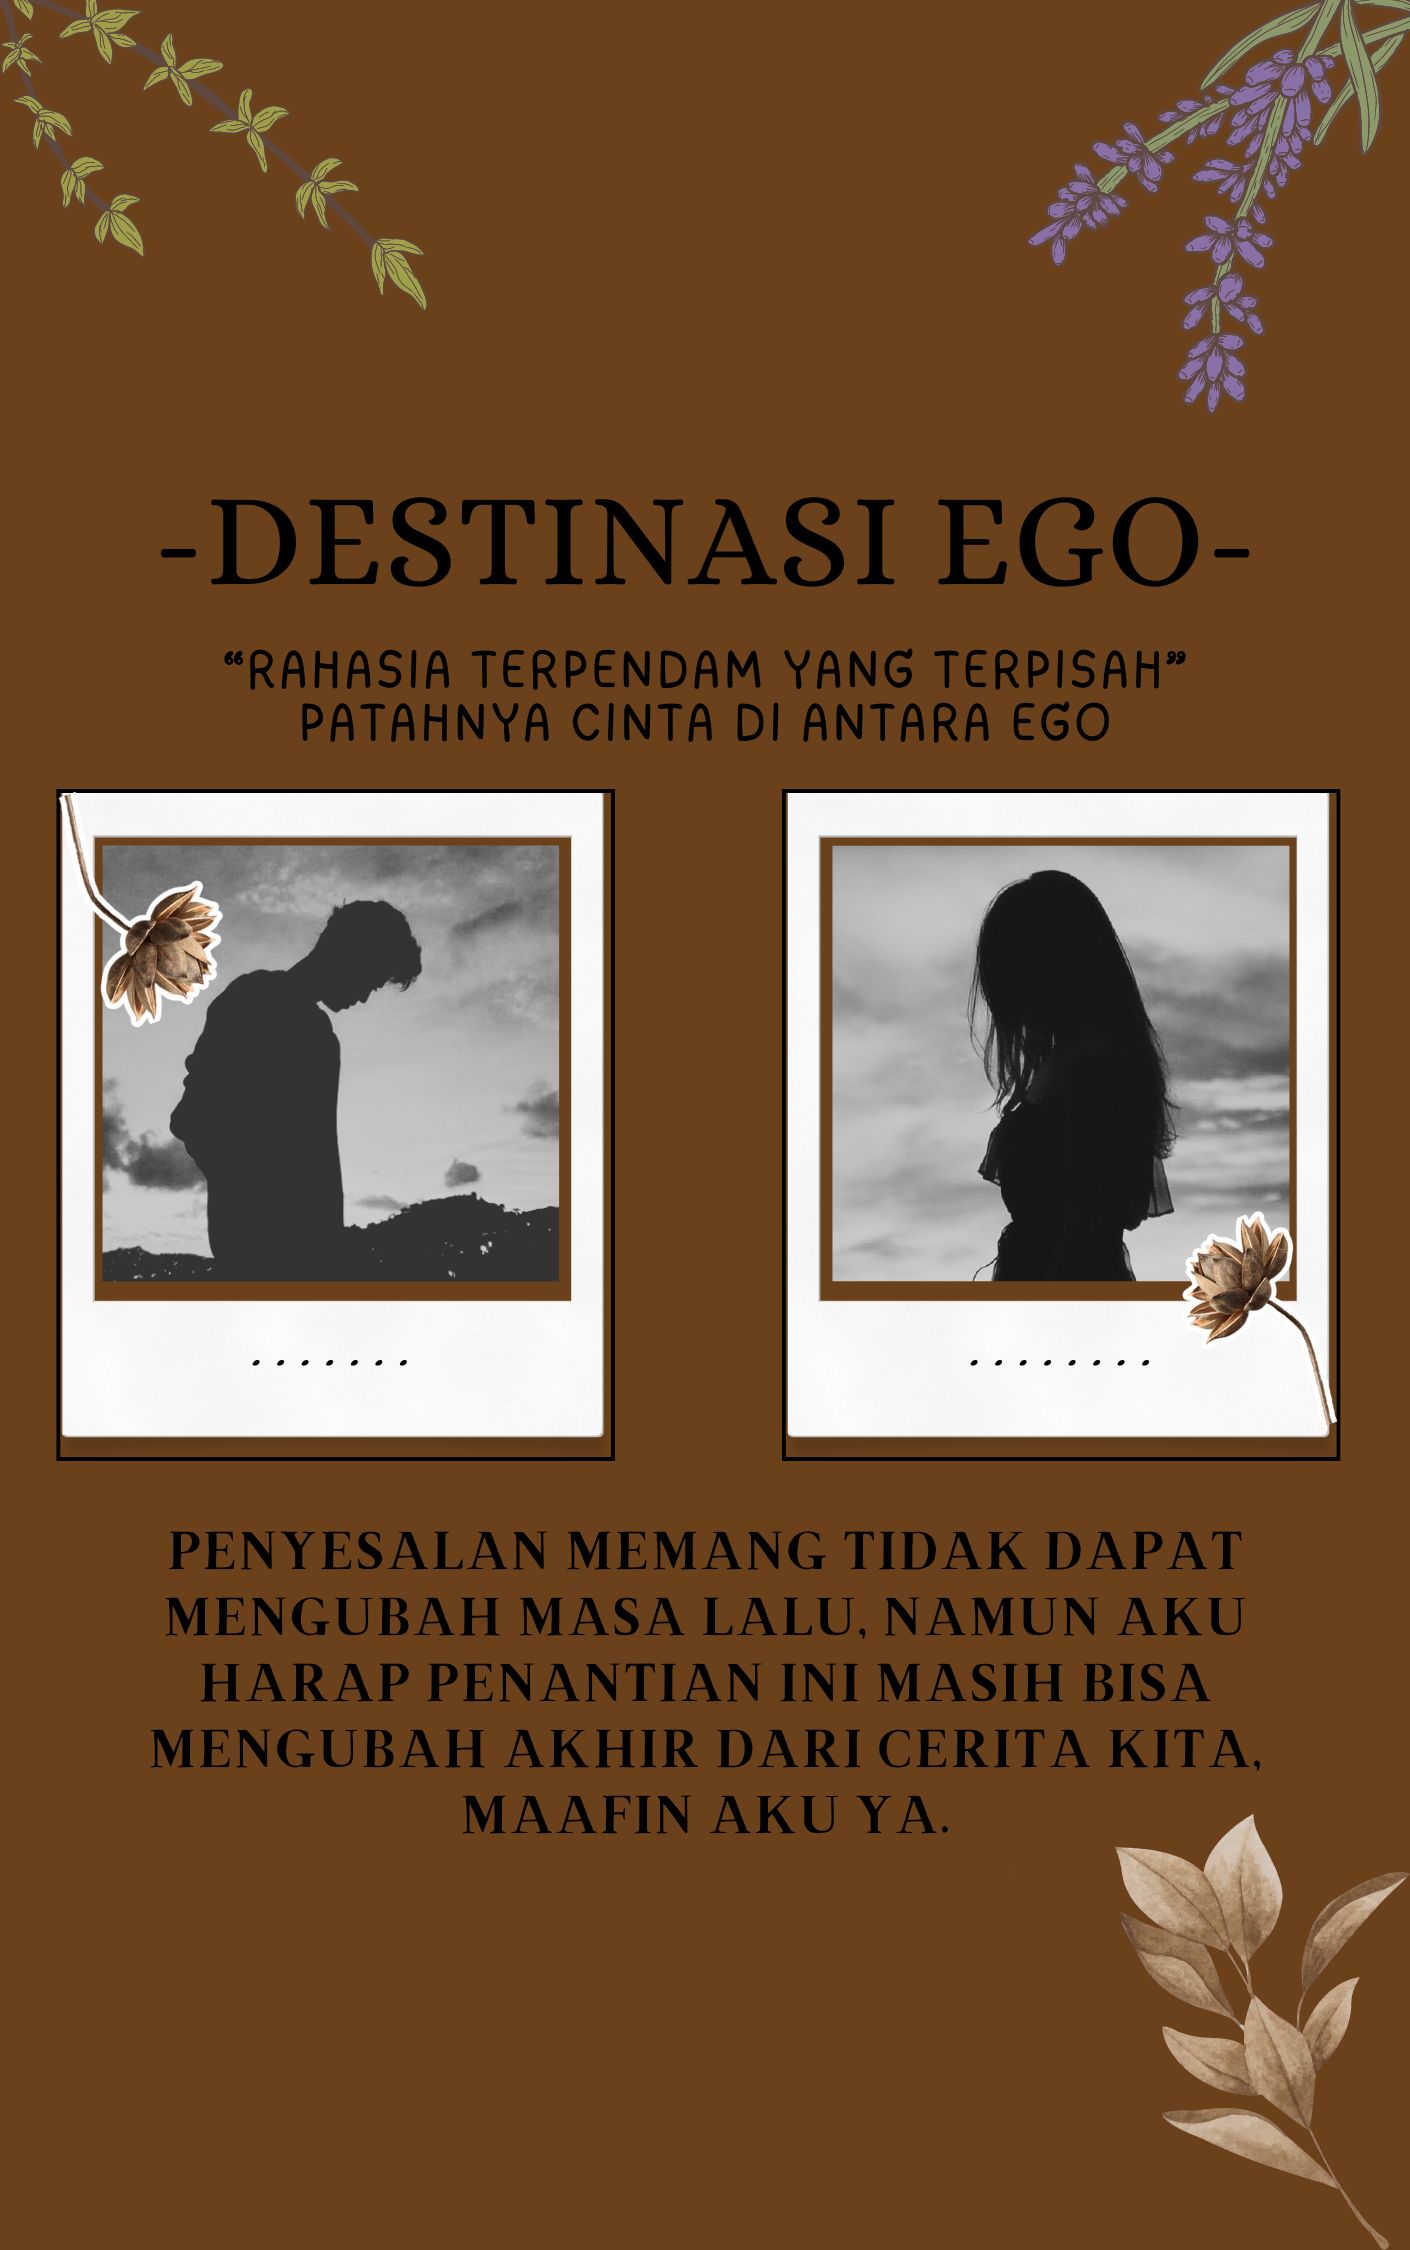 -DESTINASI EGO-
“RAHASIA TERPENDAM YANG TERPISAH”
PATAHNYA CINTA DI ANTARA EGO
.......
........
PENYESALAN MEMANG TIDAK DAPAT
MENGUBAH MASA LALU, NAMUN AKU
HARAP PENANTIAN INI MASIH BISA
MENGUBAH AKHIR DARI CERITA KITA,
MAAFIN AKU YA.